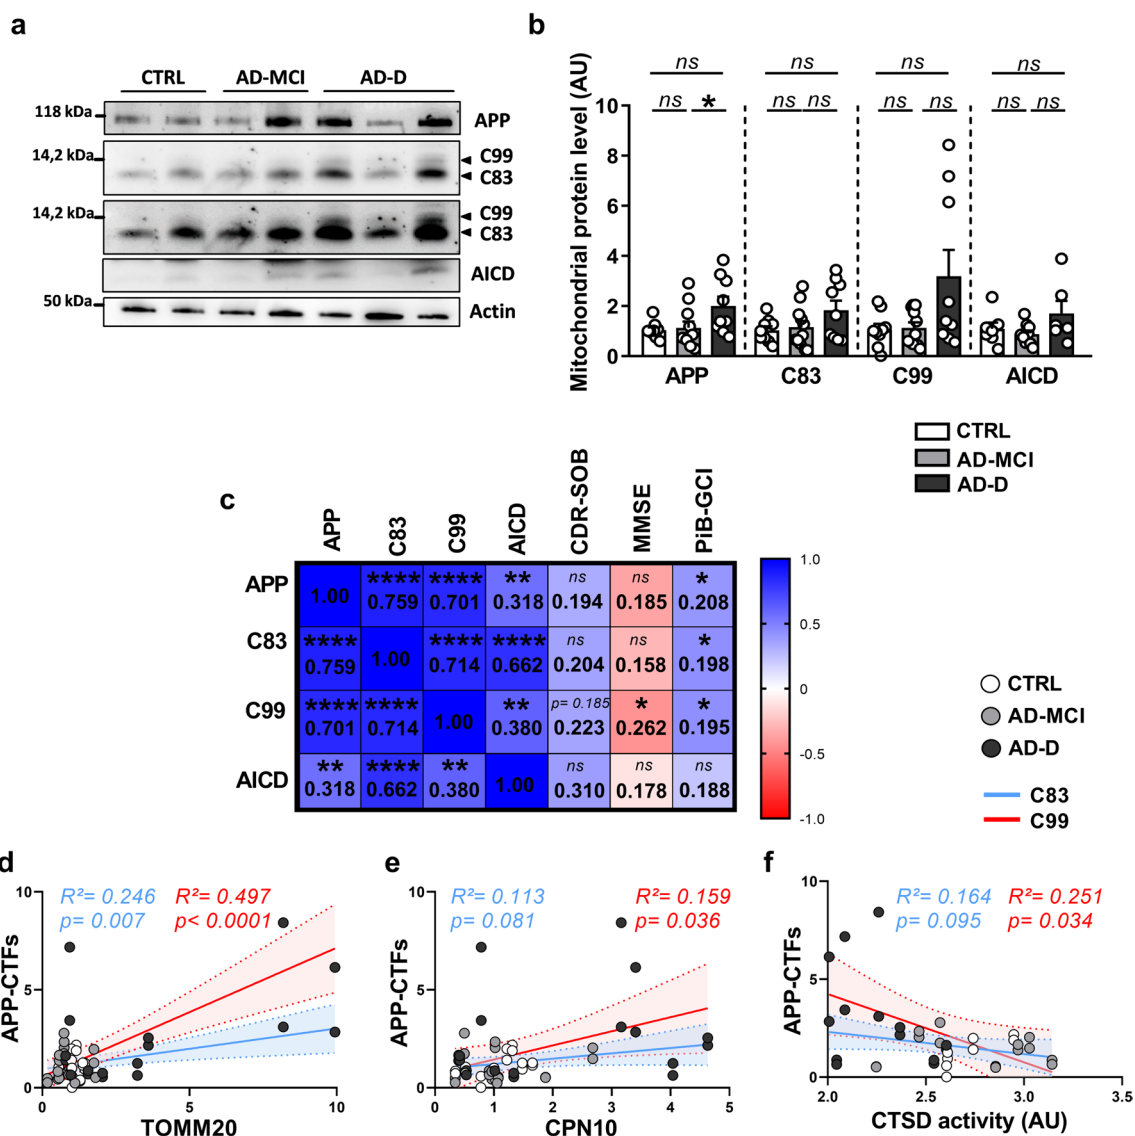 a
CTRL AD-MCI AD-D
118 kDa APP
14,2 kDa C99
C83
14,2 kDa C99
C83
AICD
50 kDa Actin
b
Mitochondrial protein level (AU)
ns ns ns ns
ns * ns ns ns ns ns ns
10
8
6
4
2
0
APP C83 C99 AICD
CTRL
AD-MCI
AD-D
c
APP C83 C99 AICD CDR-SOB MMSE PiB-GCI
APP
**** **** ** ns ns *
1.00 0.759 0.701 0.318 0.194 0.185 0.208
C83
**** **** **** ns ns *
0.759 1.00 0.714 0.662 0.204 0.158 0.198
C99
**** **** ** p= 0.185 * *
0.701 0.714 1.00 0.380 0.223 0.262 0.195
AICD
** **** ** ns ns ns
0.318 0.662 0.380 1.00 0.310 0.178 0.188
1.0
0.5
0
-0.5
-1.0
CTRL
AD-MCI
AD-D
C83
C99
d
R²= 0.246 R²= 0.497
p= 0.007 p< 0.0001
APP-CTFs
10
5
0
0 5 10
TOMM20
e
R²= 0.113 R²= 0.159
p= 0.081 p= 0.036
APP-CTFs
10
5
0
0 1 2 3 4 5
CPN10
f
R²= 0.164 R²= 0.251
p= 0.095 p= 0.034
APP-CTFs
10
5
0
2.0 2.5 3.0 3.5
CTSD activity (AU)